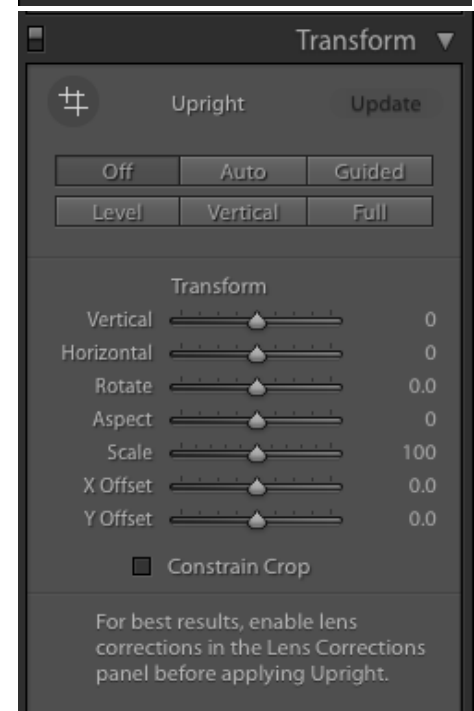 Transform
Upright Update
Off Auto Guided
Level Vertical Full
Transform
Vertical 0
Horizontal 0
Rotate 0.0
Aspect 0
Scale 100
X Offset 0.0
Y Offset 0.0
Constrain Crop
For best results, enable lens
corrections in the Lens Corrections
panel before applying Upright.